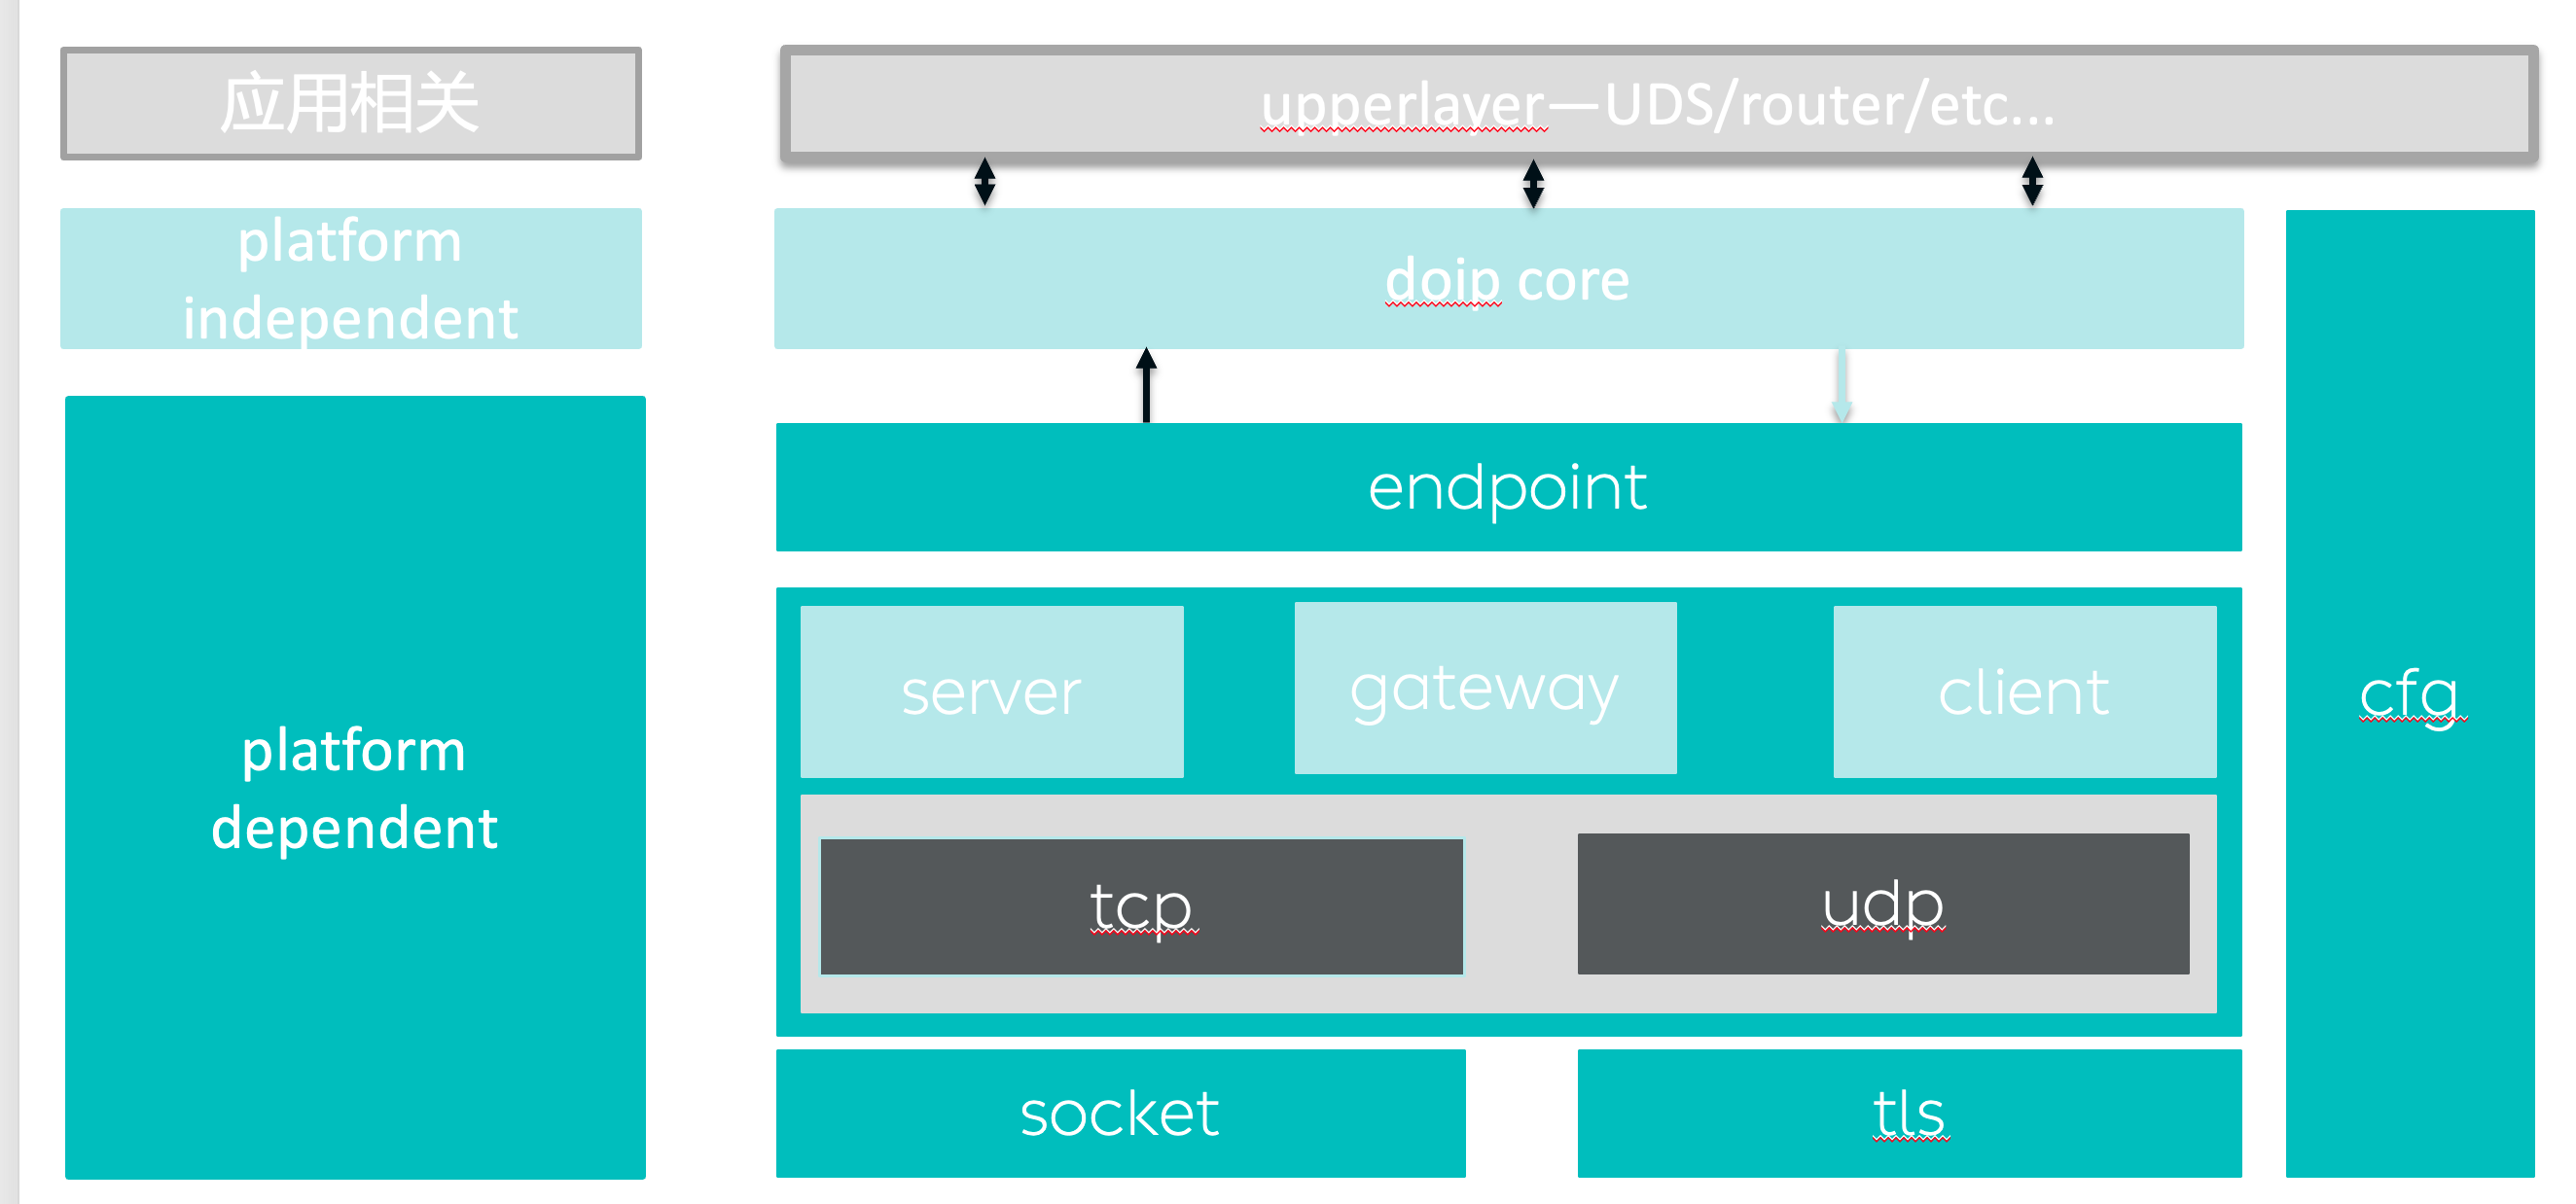 应用相关
upperlayer—UDS/router/etc...
platform
independent
doip core
endpoint
platform
dependent
server
gateway
client
cfg
tcp
udp
socket
tls